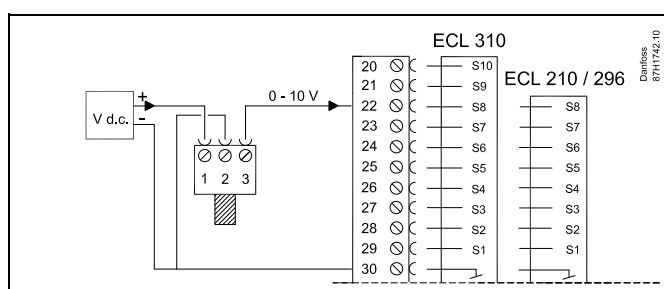 ECL 310
ECL 210 / 296
Danfoss
87H1742.10
+
V d.c.
-
0 - 10 V
1 2 3
20 S10
21 S9
22 S8 S8
23 S7 S7
24 S6 S6
25 S5 S5
26 S4 S4
27 S3 S3
28 S2 S2
29 S1 S1
30